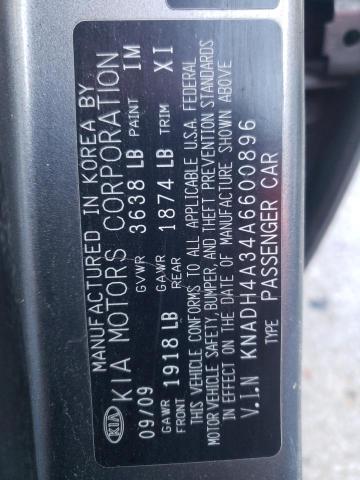 MANUFACTURED IN KOREA BY
KIA KIA MOTORS CORPORATION
09/09 GVWR 3638 LB PAINT IM
GAWR FRONT 1918 LB GAWR REAR 1874 LB TRIM XI
THIS VEHICLE CONFORMS TO ALL APPLICABLE U.S.A. FEDERAL
MOTOR VEHICLE SAFETY, BUMPER, AND THEFT PREVENTION STANDARDS
IN EFFECT ON THE DATE OF MANUFACTURE SHOWN ABOVE
V.I.N KNADH4A34A6600896
TYPE PASSENGER CAR